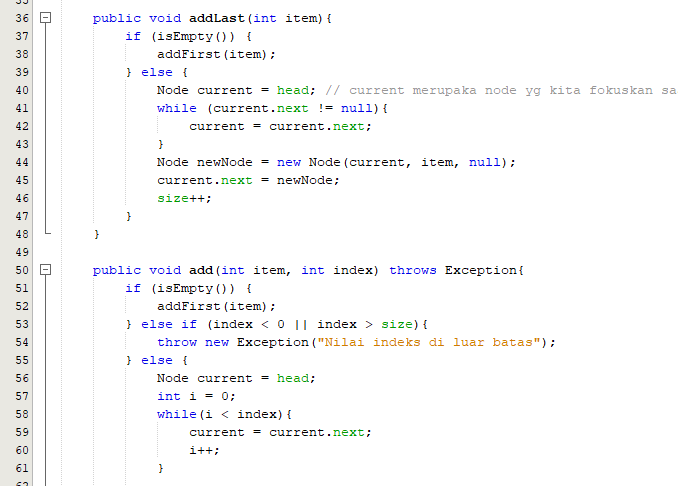 35
36 public void addLast(int item){
37 if (isEmpty()) {
38 addFirst(item);
39 } else {
40 Node current = head; // current merupaka node yg kita fokuskan sa
41 while (current.next != null){
42 current = current.next;
43 }
44 Node newNode = new Node(current, item, null);
45 current.next = newNode;
46 size++;
47 }
48 }
49
50 public void add(int item, int index) throws Exception{
51 if (isEmpty()) {
52 addFirst(item);
53 } else if (index < 0 || index > size){
54 throw new Exception("Nilai indeks di luar batas");
55 } else {
56 Node current = head;
57 int i = 0;
58 while(i < index){
59 current = current.next;
60 i++;
61 }
62